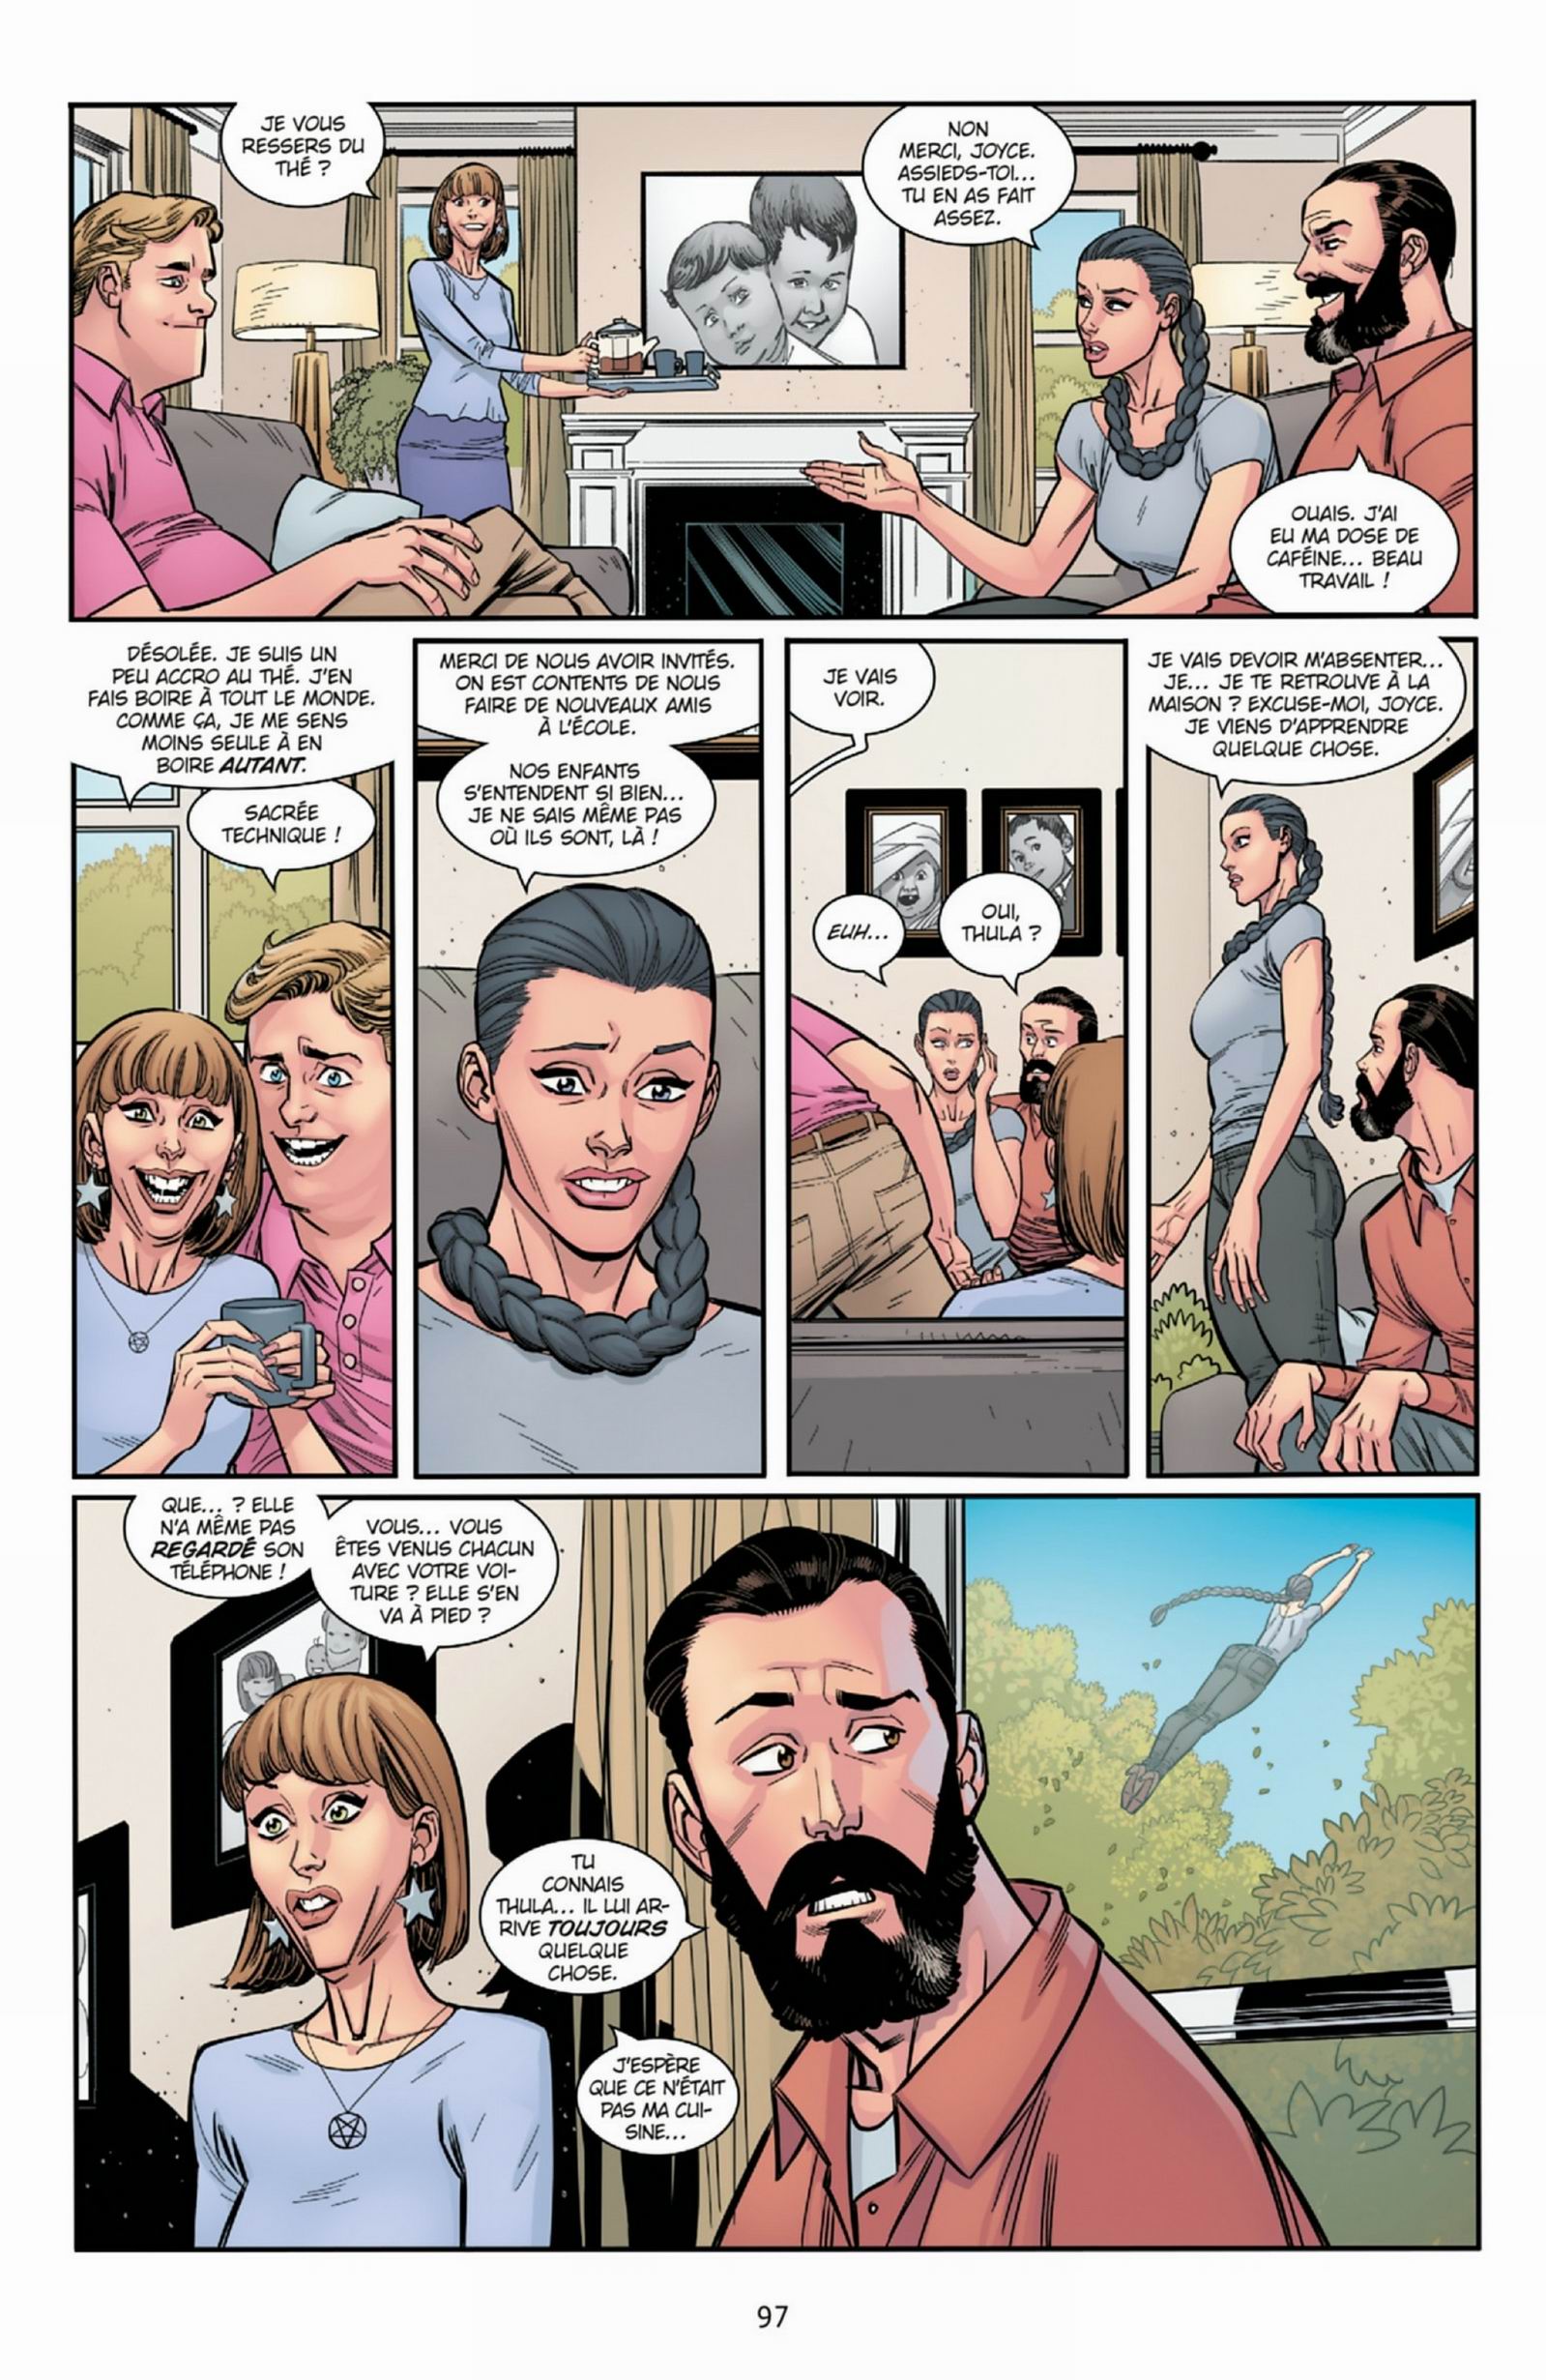 JE VOUS
RESSERS DU
THÉ ?
NON
MERCI, JOYCE.
ASSIEDS-TOI...
TU EN AS FAIT
ASSEZ.
OUAIS. J'AI
EU MA DOSE DE
CAFÉINE... BEAU
TRAVAIL !
DÉSOLÉE. JE SUIS UN
PEU ACCRO AU THÉ. J'EN
FAIS BOIRE À TOUT LE MONDE.
COMME ÇA, JE ME SENS
MOINS SEULE À EN
BOIRE AUTANT.
SACRÉE
TECHNIQUE !
MERCI DE NOUS AVOIR INVITÉS.
ON EST CONTENTS DE NOUS
FAIRE DE NOUVEAUX AMIS
À L'ÉCOLE.
NOS ENFANTS
S'ENTENDENT SI BIEN...
JE NE SAIS MÊME PAS
OÙ ILS SONT, LÀ !
JE VAIS
VOIR.
EUH...
OUI,
THULA ?
JE VAIS DEVOIR M'ABSENTER...
JE... JE TE RETROUVE À LA
MAISON ? EXCUSE-MOI, JOYCE.
JE VIENS D'APPRENDRE
QUELQUE CHOSE.
QUE... ? ELLE
N'A MÊME PAS
REGARDÉ SON
TÉLÉPHONE !
VOUS... VOUS
ÊTES VENUS CHACUN
AVEC VOTRE VOI-
TURE ? ELLE S'EN
VA À PIED ?
TU
CONNAIS
THULA... IL LUI AR-
RIVE TOUJOURS
QUELQUE
CHOSE.
J'ESPÈRE
QUE CE N'ÉTAIT
PAS MA CUI-
SINE...
97